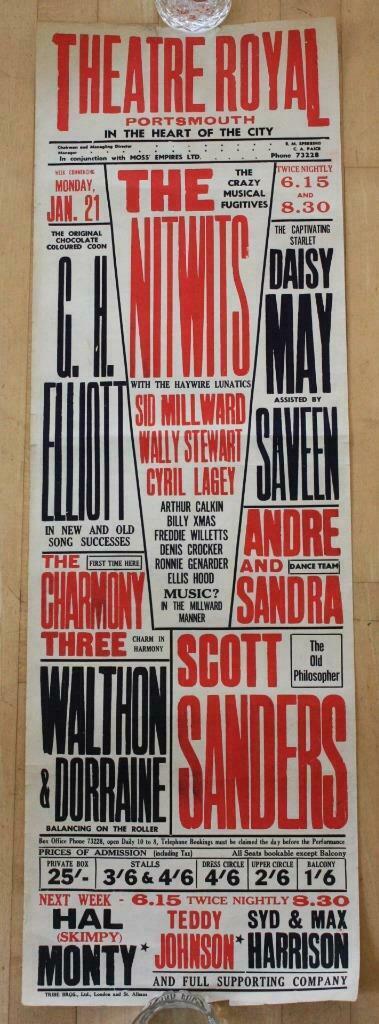 THEATRE ROYAL
PORTSMOUTH
IN THE HEART OF THE CITY
Chairman and Managing Director S. M. SPERRING
Manager C. A. PAICE
In conjunction with MOSS' EMPIRES LTD. Phone 73228
WEEK COMMENCING
MONDAY,
JAN. 21
THE
NITWITS
THE
CRAZY
MUSICAL
FUGITIVES
TWICE NIGHTLY
6.15
AND
8.30
THE ORIGINAL
CHOCOLATE
COLOURED COON
G. H.
ELLIOTT
IN NEW AND OLD
SONG SUCCESSES
WITH THE HAYWIRE LUNATICS
SID MILLWARD
WALLY STEWART
CYRIL LAGEY
ARTHUR CALKIN
BILLY XMAS
FREDDIE WILLETTS
DENIS CROCKER
RONNIE GENARDER
ELLIS HOOD
MUSIC?
IN THE MILLWARD
MANNER
THE CAPTIVATING
STARLET
DAISY
MAY
ASSISTED BY
SAVEEN
THE
FIRST TIME HERE
CHARMONY
THREE
CHARM IN
HARMONY
ANDRE
AND DANCE TEAM
SANDRA
WALTHON
& DORRAINE
BALANCING ON THE ROLLER
SCOTT
The
Old
Philosopher
SANDERS
Box Office Phone 73228, open Daily 10 to 8, Telephone Bookings must be claimed the day before the Performance
PRICES OF ADMISSION (including Tax) All Seats bookable except Balcony
PRIVATE BOX STALLS DRESS CIRCLE UPPER CIRCLE BALCONY
25/- 3'6 & 4'6 4'6 2'6 1'6
NEXT WEEK - 6.15 TWICE NIGHTLY 8.30
HAL
(SKIMPY)
MONTY *
TEDDY
JOHNSON *
SYD & MAX
HARRISON
AND FULL SUPPORTING COMPANY
TRIBE BROS., Ltd., London and St. Albans